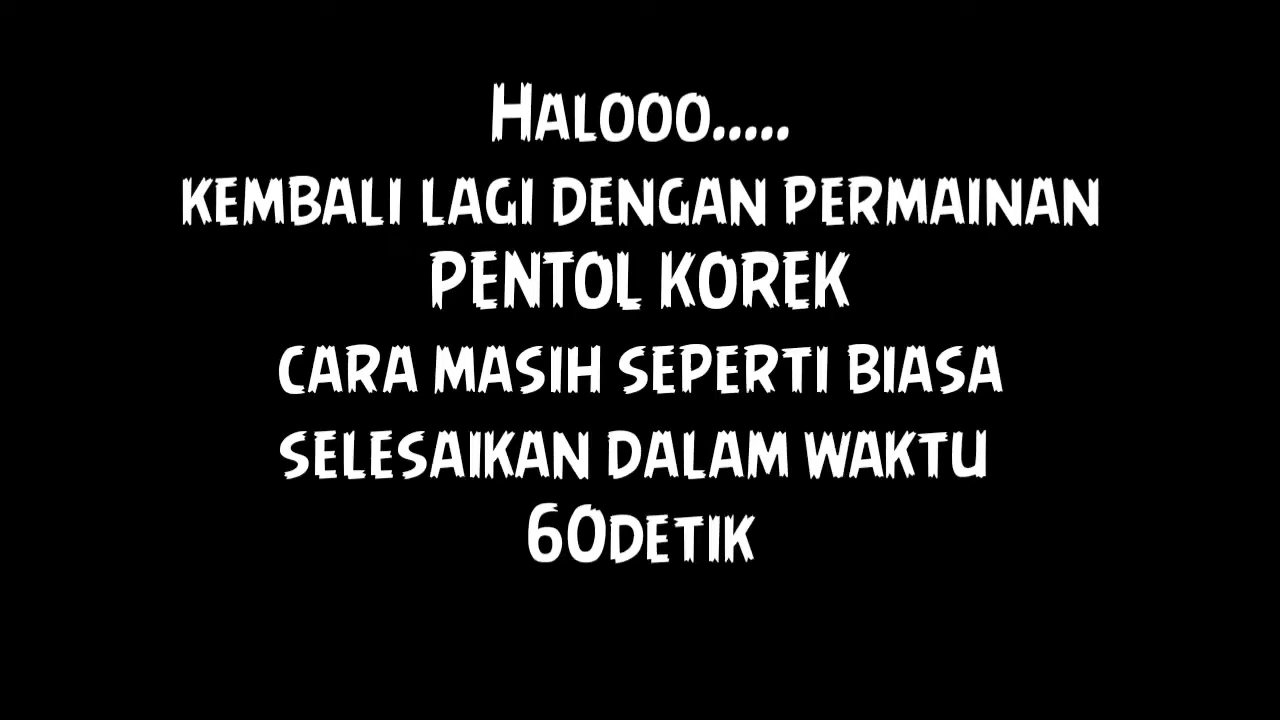 Halooo.....
KEMBALI LAGI DENGAN PERMAINAN
PENTOL KOREK
CARA MASIH SEPERTI BIASA
SELESAIKAN DALAM WAKTU
60DETIK